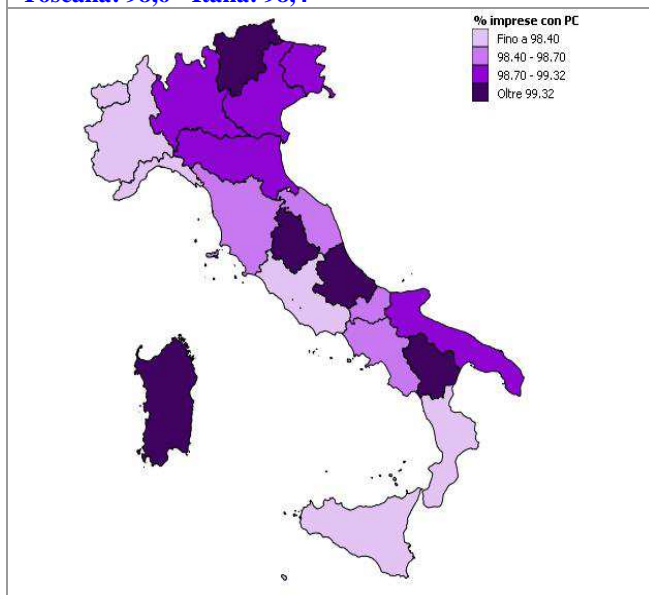 Toscana: 98,6 - Italia: 98,4
% imprese con PC
Fino a 98.40
98.40 - 98.70
98.70 - 99.32
Oltre 99.32